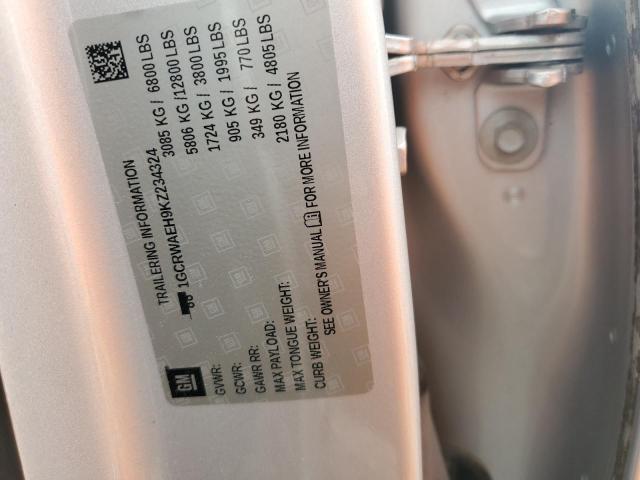 GM
TRAILERING INFORMATION
1GCRWAEH9KZ234324
GVWR: 3085 KG / 6800 LBS
GCWR: 5806 KG /12800 LBS
GAWR RR: 1724 KG / 3800 LBS
MAX PAYLOAD: 905 KG / 1995 LBS
MAX TONGUE WEIGHT: 349 KG / 770 LBS
CURB WEIGHT: 2180 KG / 4805 LBS
SEE OWNER'S MANUAL FOR MORE INFORMATION